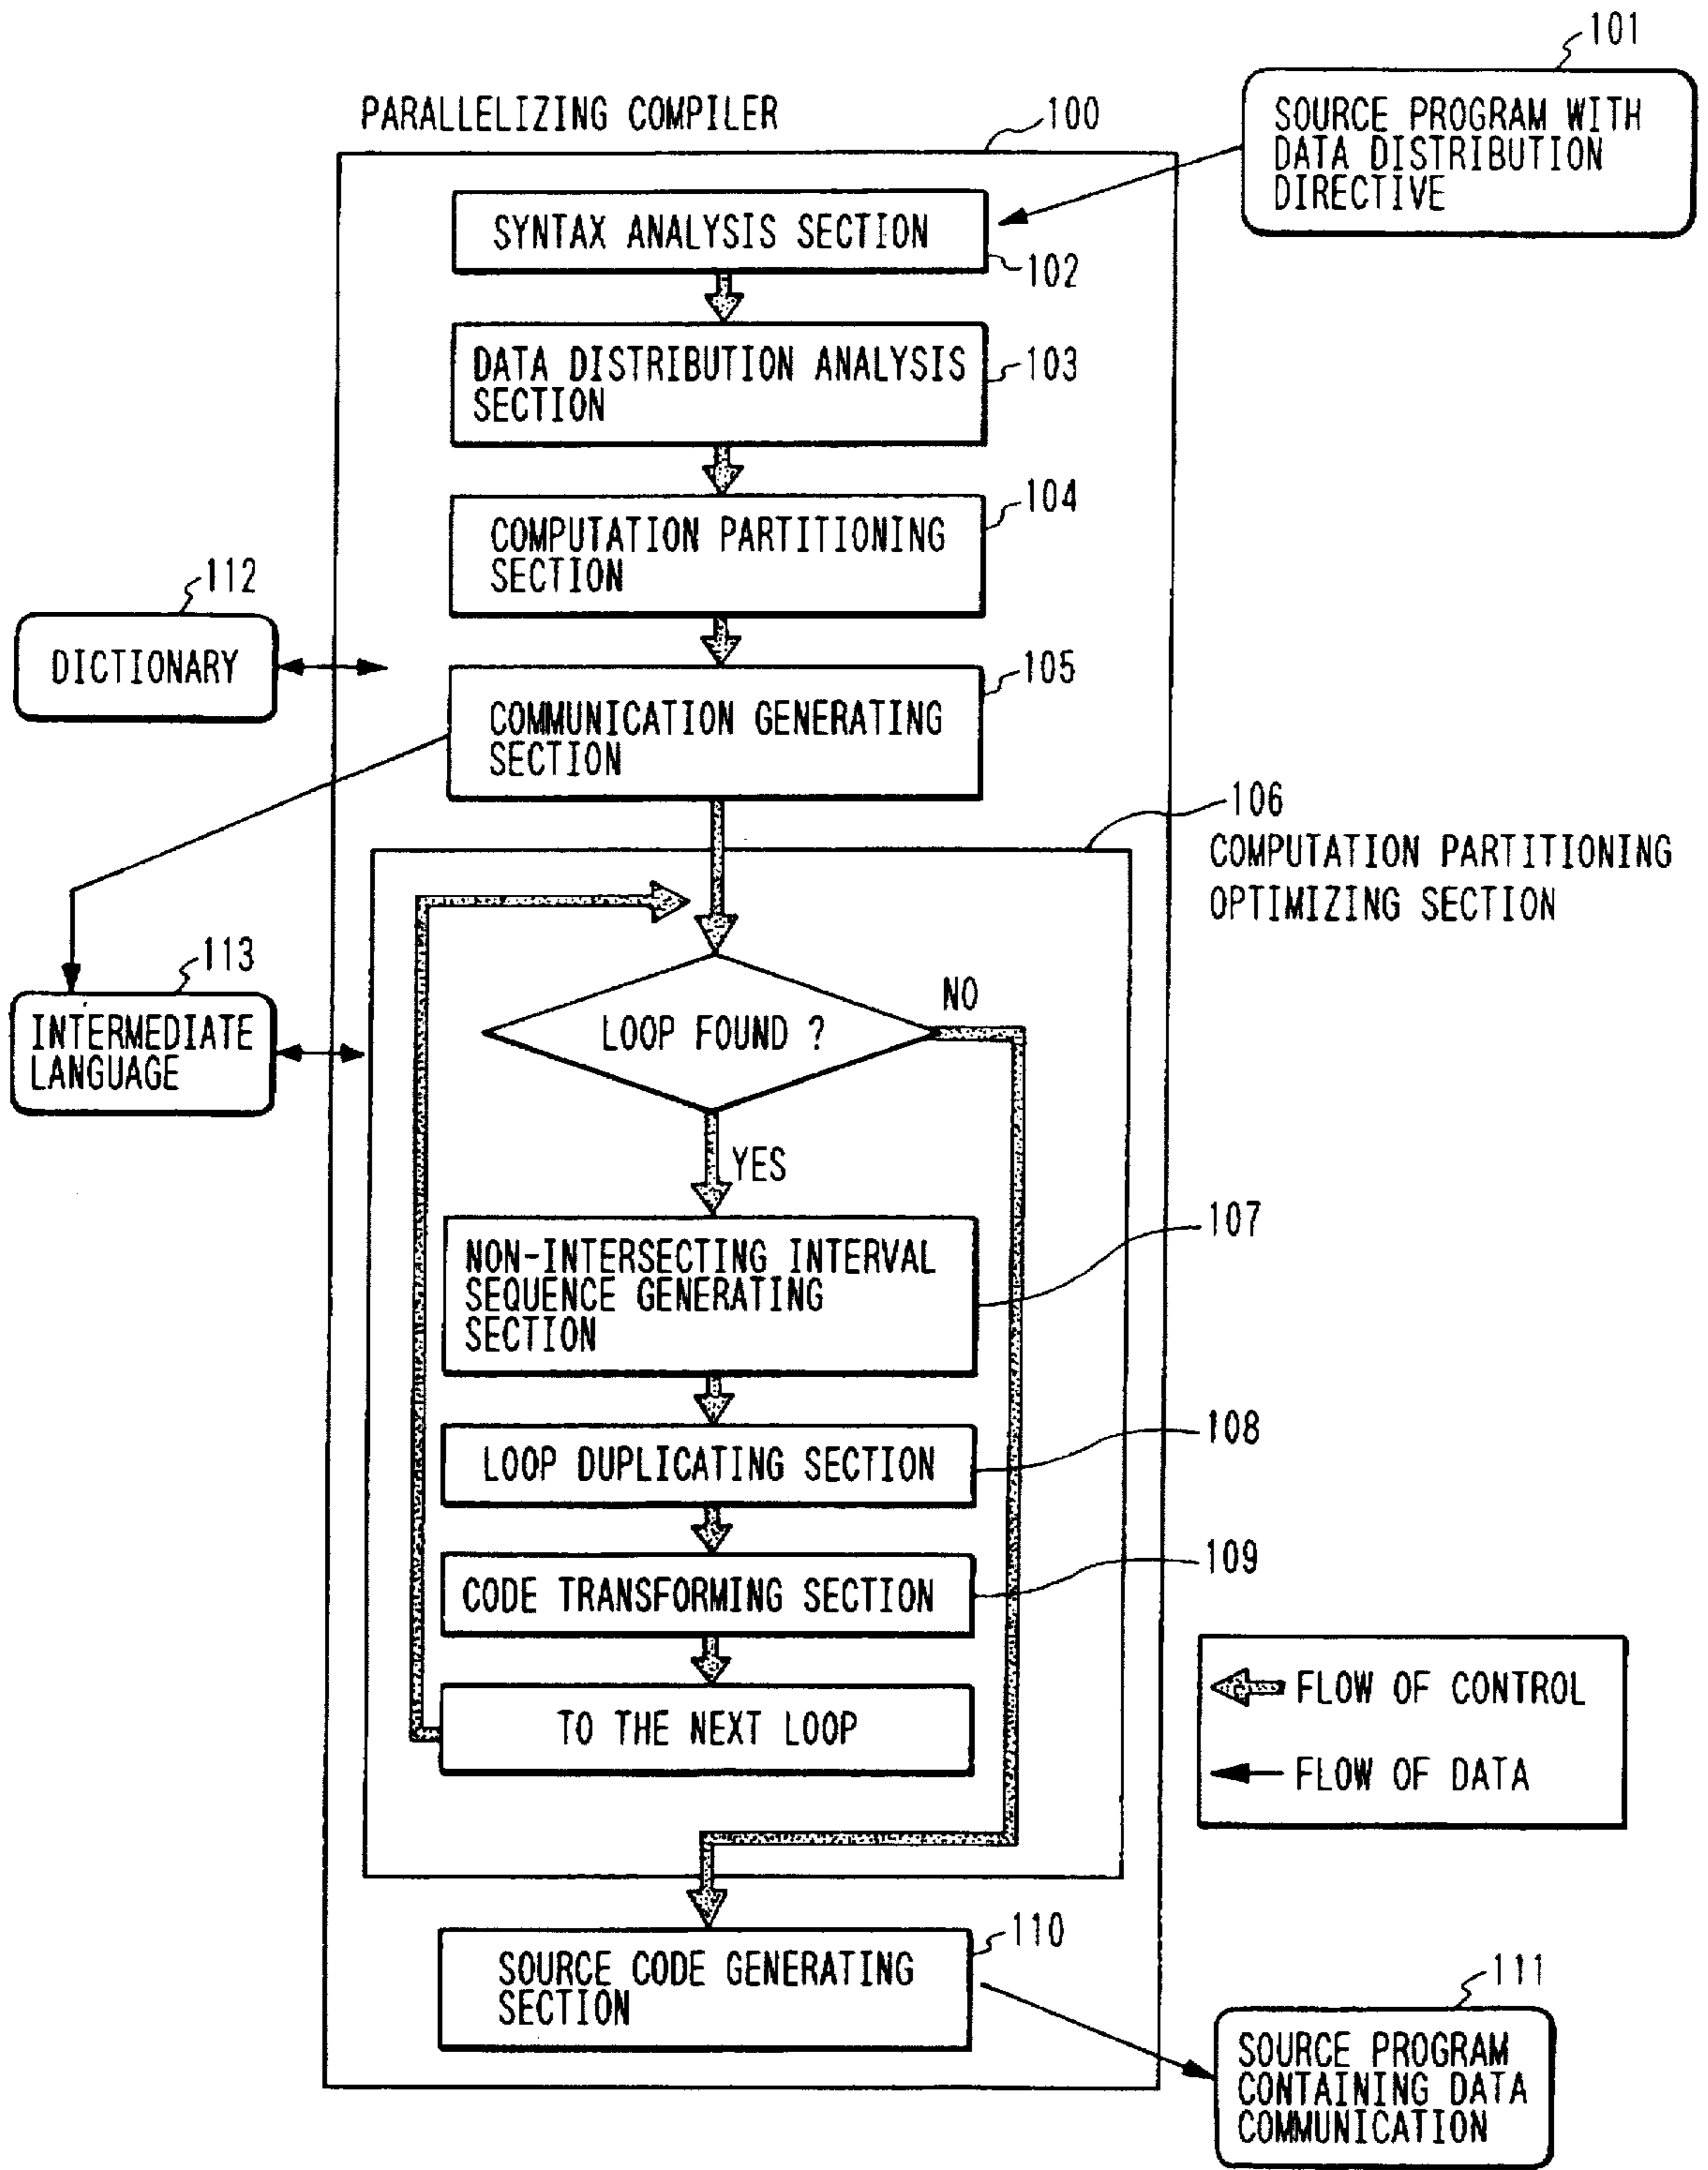 101
SOURCE PROGRAM WITH
DATA DISTRIBUTION
DIRECTIVE
PARALLELIZING COMPILER
100
SYNTAX ANALYSIS SECTION
102
DATA DISTRIBUTION ANALYSIS
SECTION
103
104
COMPUTATION PARTITIONING
SECTION
112
DICTIONARY
105
COMMUNICATION GENERATING
SECTION
106
COMPUTATION PARTITIONING
OPTIMIZING SECTION
113
INTERMEDIATE
LANGUAGE
LOOP FOUND ?
NO
YES
107
NON-INTERSECTING INTERVAL
SEQUENCE GENERATING
SECTION
108
LOOP DUPLICATING SECTION
109
CODE TRANSFORMING SECTION
TO THE NEXT LOOP
FLOW OF CONTROL
FLOW OF DATA
110
SOURCE CODE GENERATING
SECTION
111
SOURCE PROGRAM
CONTAINING DATA
COMMUNICATION